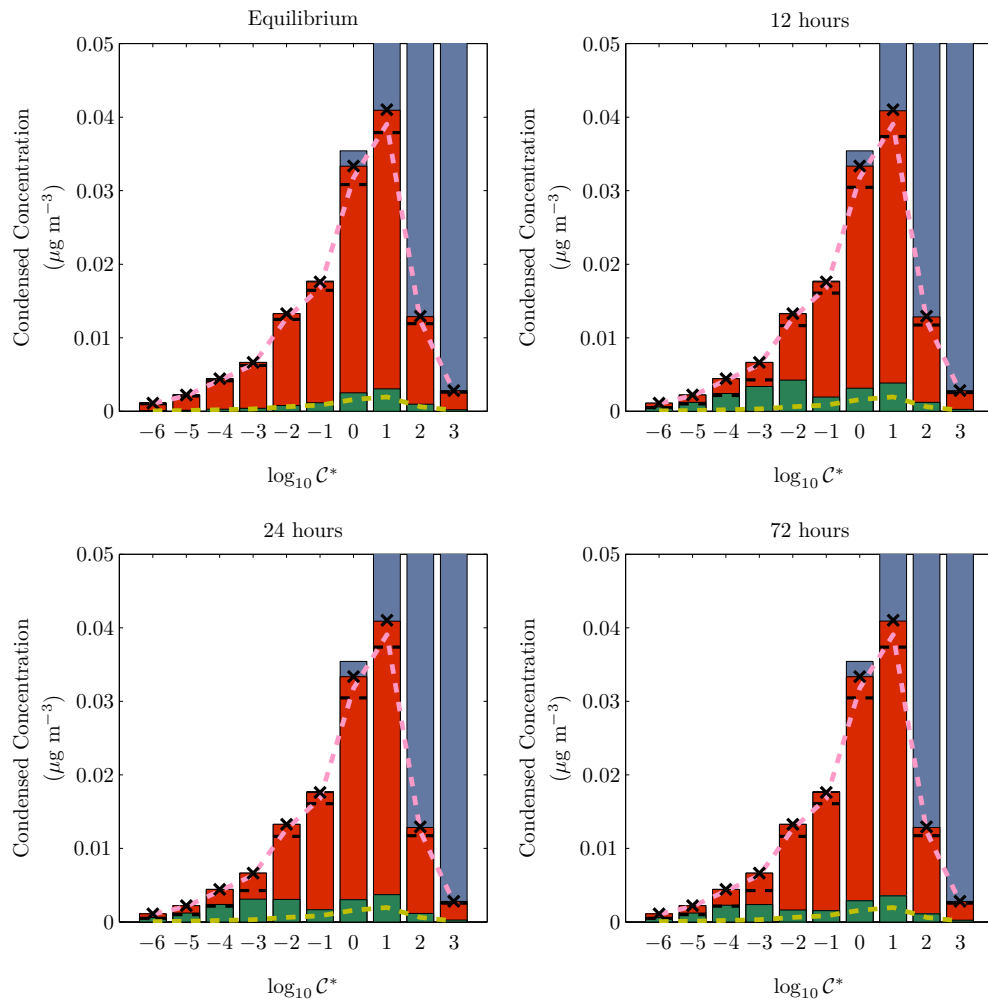 Equilibrium
0.05
0.04
0.03
0.02
0.01
0
Condensed Concentration
(μg m⁻³)
−6 −5 −4 −3 −2 −1 0 1 2 3
log₁₀ 𝒞*
12 hours
0.05
0.04
0.03
0.02
0.01
0
Condensed Concentration
(μg m⁻³)
−6 −5 −4 −3 −2 −1 0 1 2 3
log₁₀ 𝒞*
24 hours
0.05
0.04
0.03
0.02
0.01
0
Condensed Concentration
(μg m⁻³)
−6 −5 −4 −3 −2 −1 0 1 2 3
log₁₀ 𝒞*
72 hours
0.05
0.04
0.03
0.02
0.01
0
Condensed Concentration
(μg m⁻³)
−6 −5 −4 −3 −2 −1 0 1 2 3
log₁₀ 𝒞*